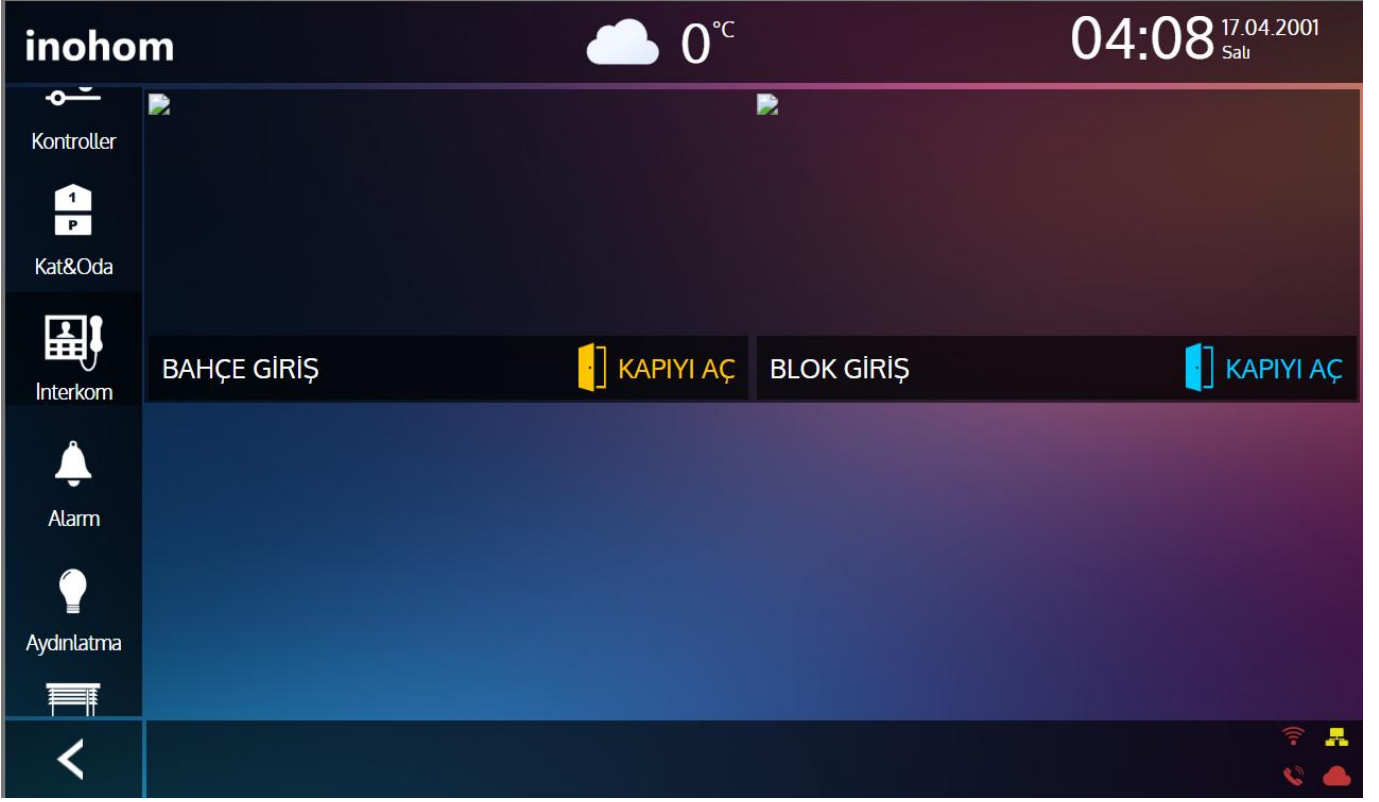 inohom
0°C
04:08
17.04.2001
Salı
Kontroller
1
P
Kat&Oda
İnterkom
Alarm
Aydınlatma
BAHÇE GİRİŞ
KAPIYI AÇ
BLOK GİRİŞ
KAPIYI AÇ